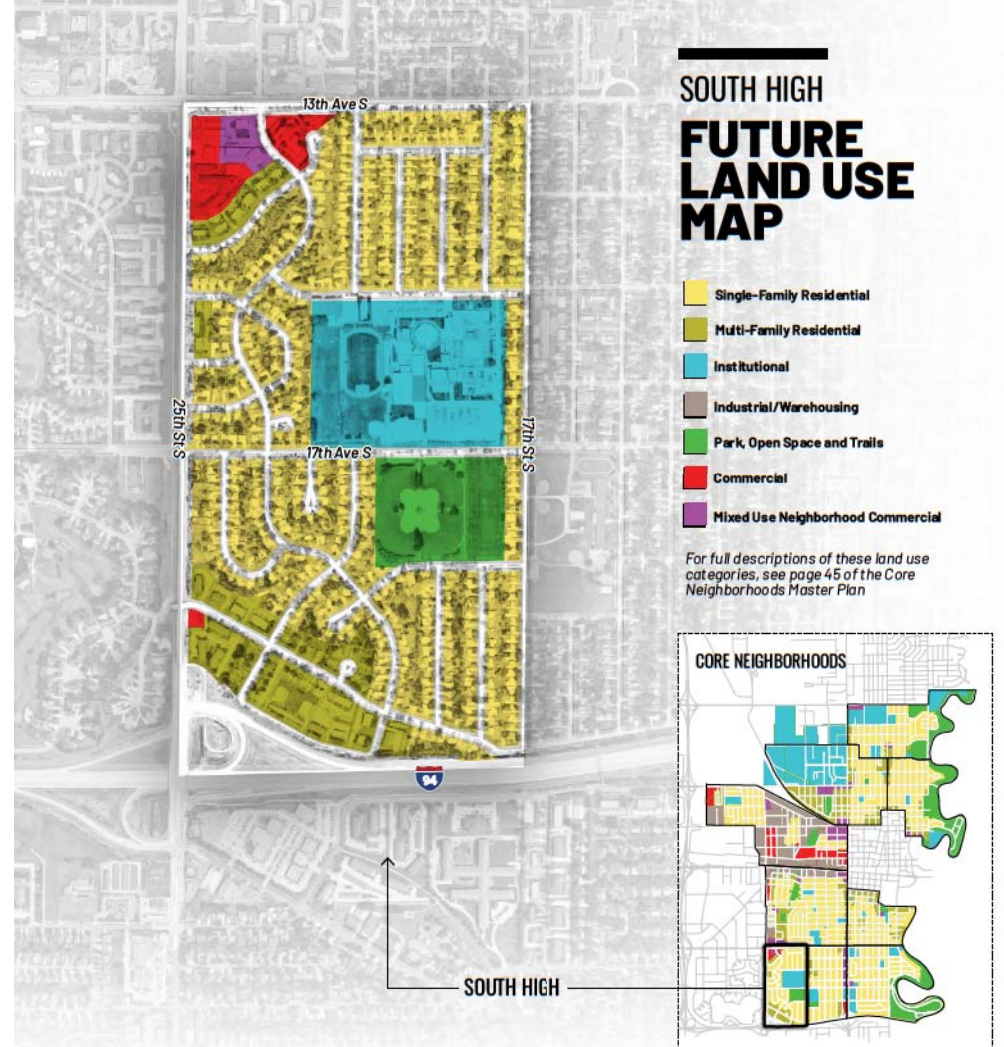 SOUTH HIGH
FUTURE
LAND USE
MAP
Single-Family Residential
Multi-Family Residential
Institutional
Industrial/Warehousing
Park, Open Space and Trails
Commercial
Mixed Use Neighborhood Commercial
For full descriptions of these land use
categories, see page 45 of the Core
Neighborhoods Master Plan
13th Ave S
25th St S
17th Ave S
17th St S
94
CORE NEIGHBORHOODS
SOUTH HIGH